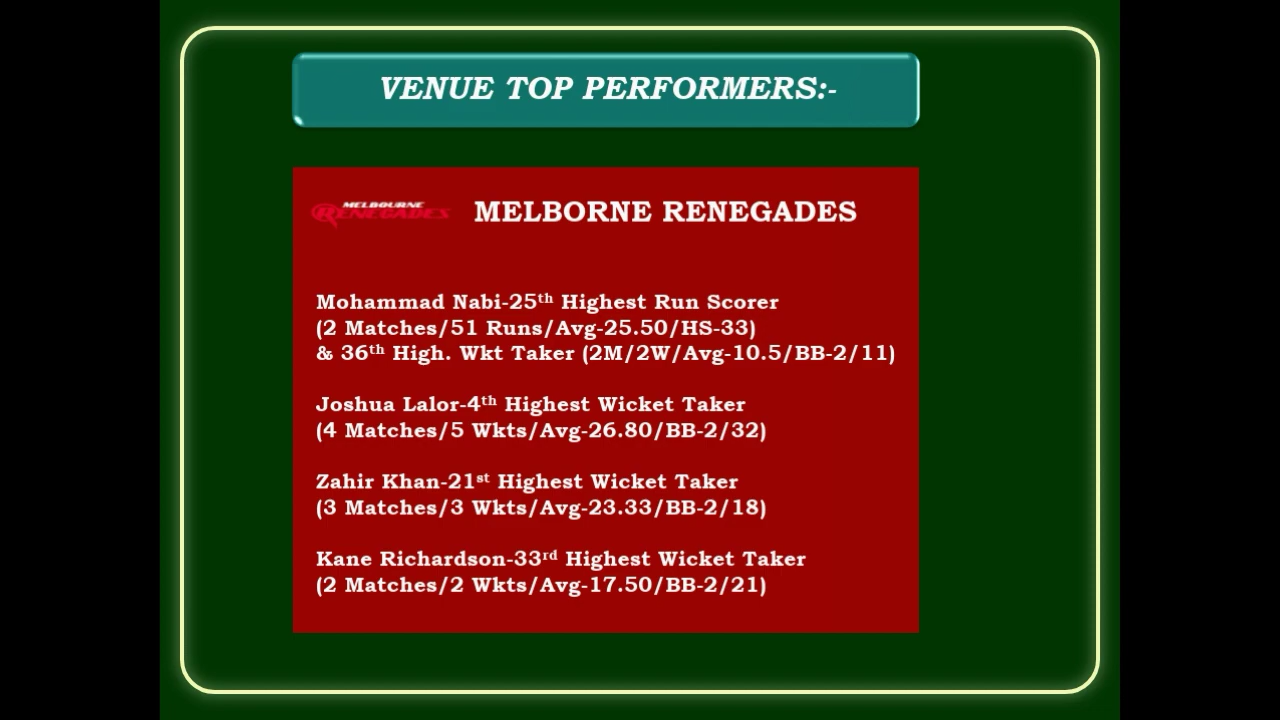 VENUE TOP PERFORMERS:-
MELBOURNE
RENEGADES
MELBORNE RENEGADES
Mohammad Nabi-25th Highest Run Scorer
(2 Matches/51 Runs/Avg-25.50/HS-33)
& 36th High. Wkt Taker (2M/2W/Avg-10.5/BB-2/11)
Joshua Lalor-4th Highest Wicket Taker
(4 Matches/5 Wkts/Avg-26.80/BB-2/32)
Zahir Khan-21st Highest Wicket Taker
(3 Matches/3 Wkts/Avg-23.33/BB-2/18)
Kane Richardson-33rd Highest Wicket Taker
(2 Matches/2 Wkts/Avg-17.50/BB-2/21)